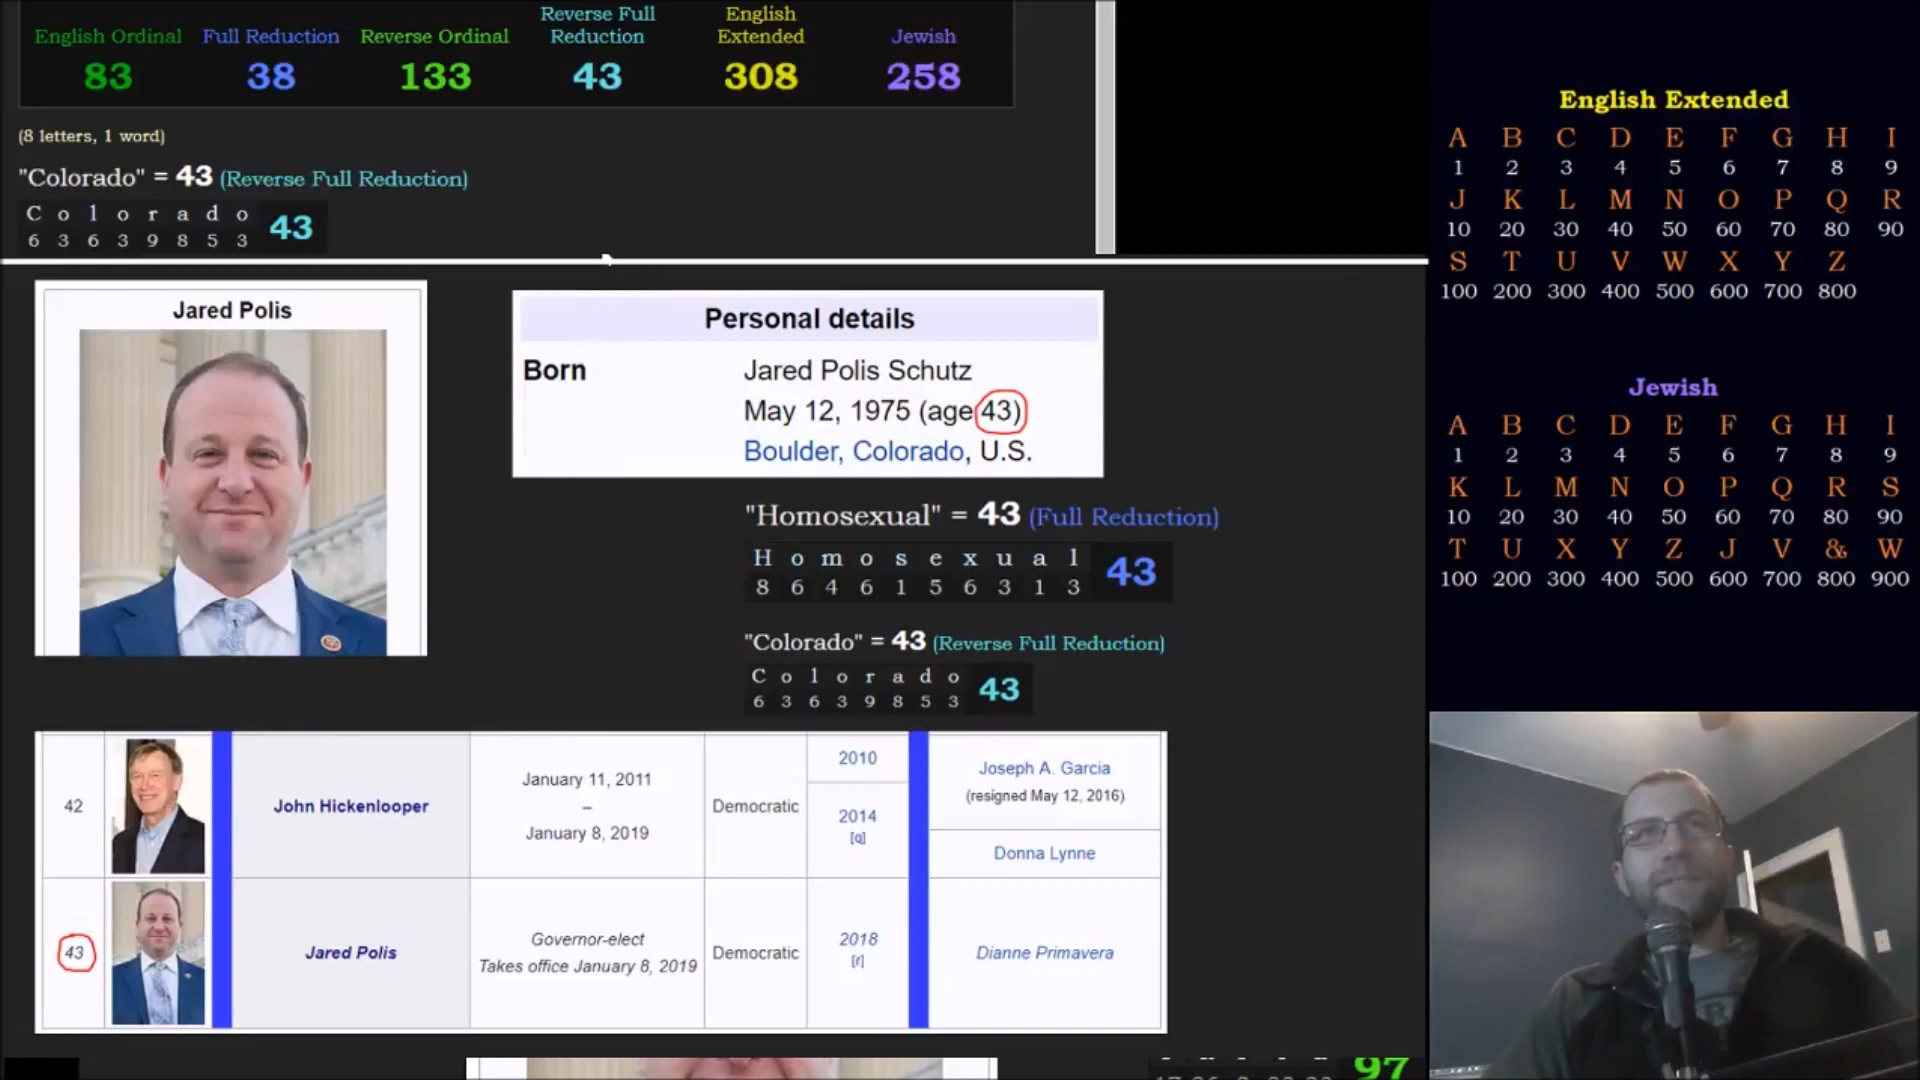 English Ordinal
Full Reduction
Reverse Ordinal
Reverse Full
Reduction
English
Extended
Jewish
83 38 133 43 308 258
(8 letters, 1 word)
"Colorado" = 43 (Reverse Full Reduction)
C o l o r a d o
6 3 6 3 9 8 5 3
43
Jared Polis
Personal details
Born
Jared Polis Schutz
May 12, 1975 (age 43)
Boulder, Colorado, U.S.
"Homosexual" = 43 (Full Reduction)
H o m o s e x u a l
8 6 4 6 1 5 6 3 1 3
43
"Colorado" = 43 (Reverse Full Reduction)
C o l o r a d o
6 3 6 3 9 8 5 3
43
42
John Hickenlooper
January 11, 2011
–
January 8, 2019
Democratic
2010
2014
[q]
Joseph A. Garcia
(resigned May 12, 2016)
Donna Lynne
43
Jared Polis
Governor-elect
Takes office January 8, 2019
Democratic
2018
[r]
Dianne Primavera
97
English Extended
A B C D E F G H I
1 2 3 4 5 6 7 8 9
J K L M N O P Q R
10 20 30 40 50 60 70 80 90
S T U V W X Y Z
100 200 300 400 500 600 700 800
Jewish
A B C D E F G H I
1 2 3 4 5 6 7 8 9
K L M N O P Q R S
10 20 30 40 50 60 70 80 90
T U X Y Z J V & W
100 200 300 400 500 600 700 800 900